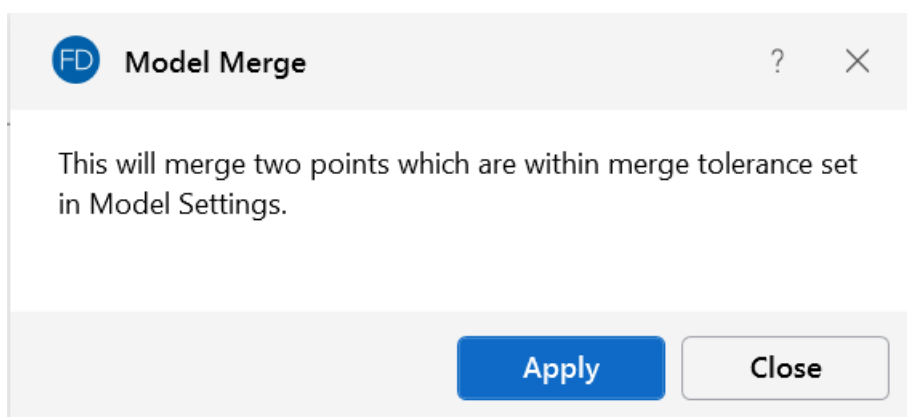 FD Model Merge ?
This will merge two points which are within merge tolerance set
in Model Settings.
Apply Close